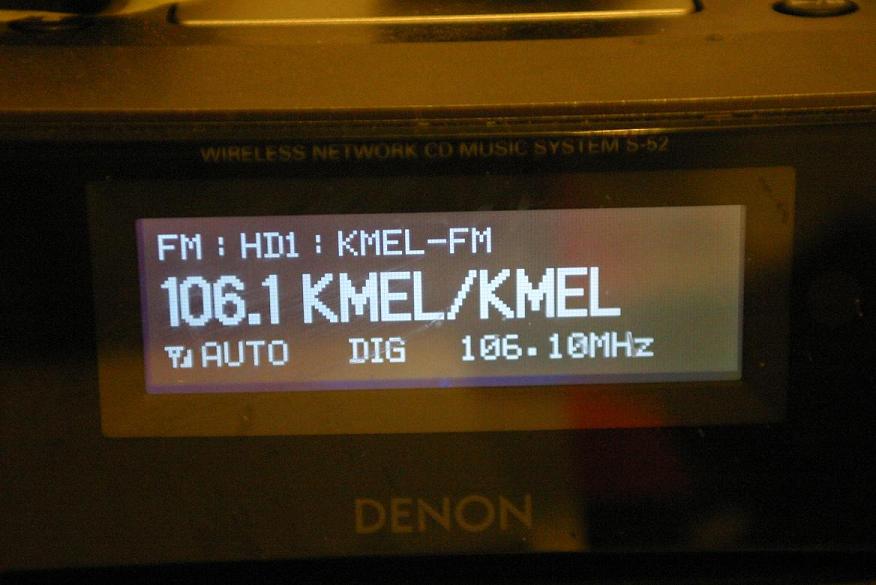 WIRELESS NETWORK CD MUSIC SYSTEM S-52
FM : HD1 : KMEL-FM
106.1 KMEL/KMEL
AUTO DIG 106.10MHz
DENON